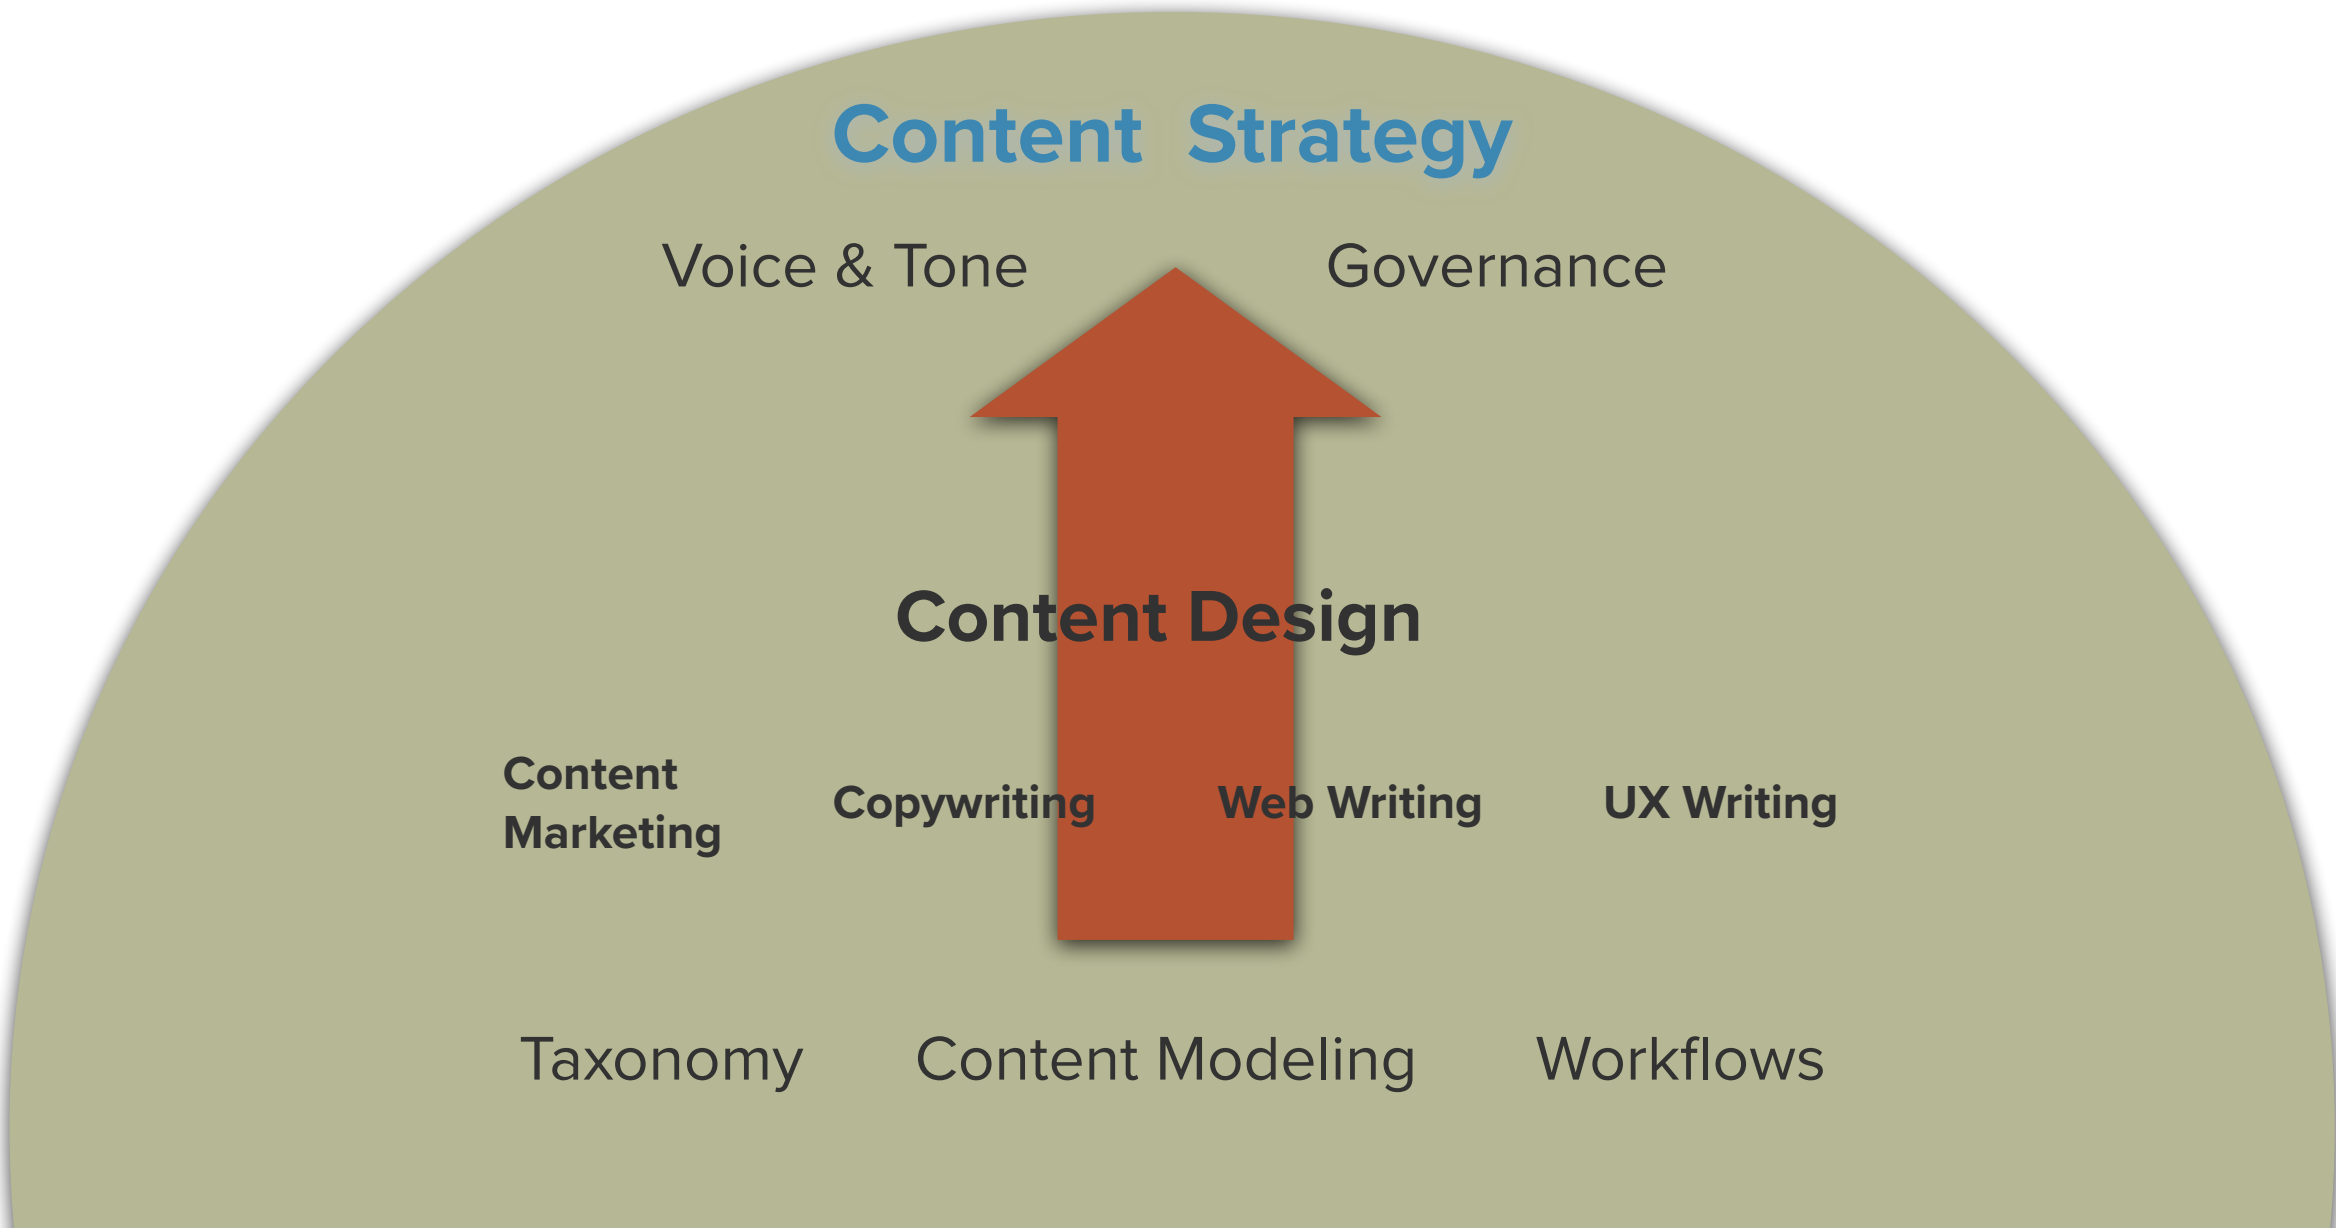 Content Strategy
Voice & Tone Governance
Content Design
Content
Marketing
Copywriting Web Writing UX Writing
Taxonomy Content Modeling Workflows